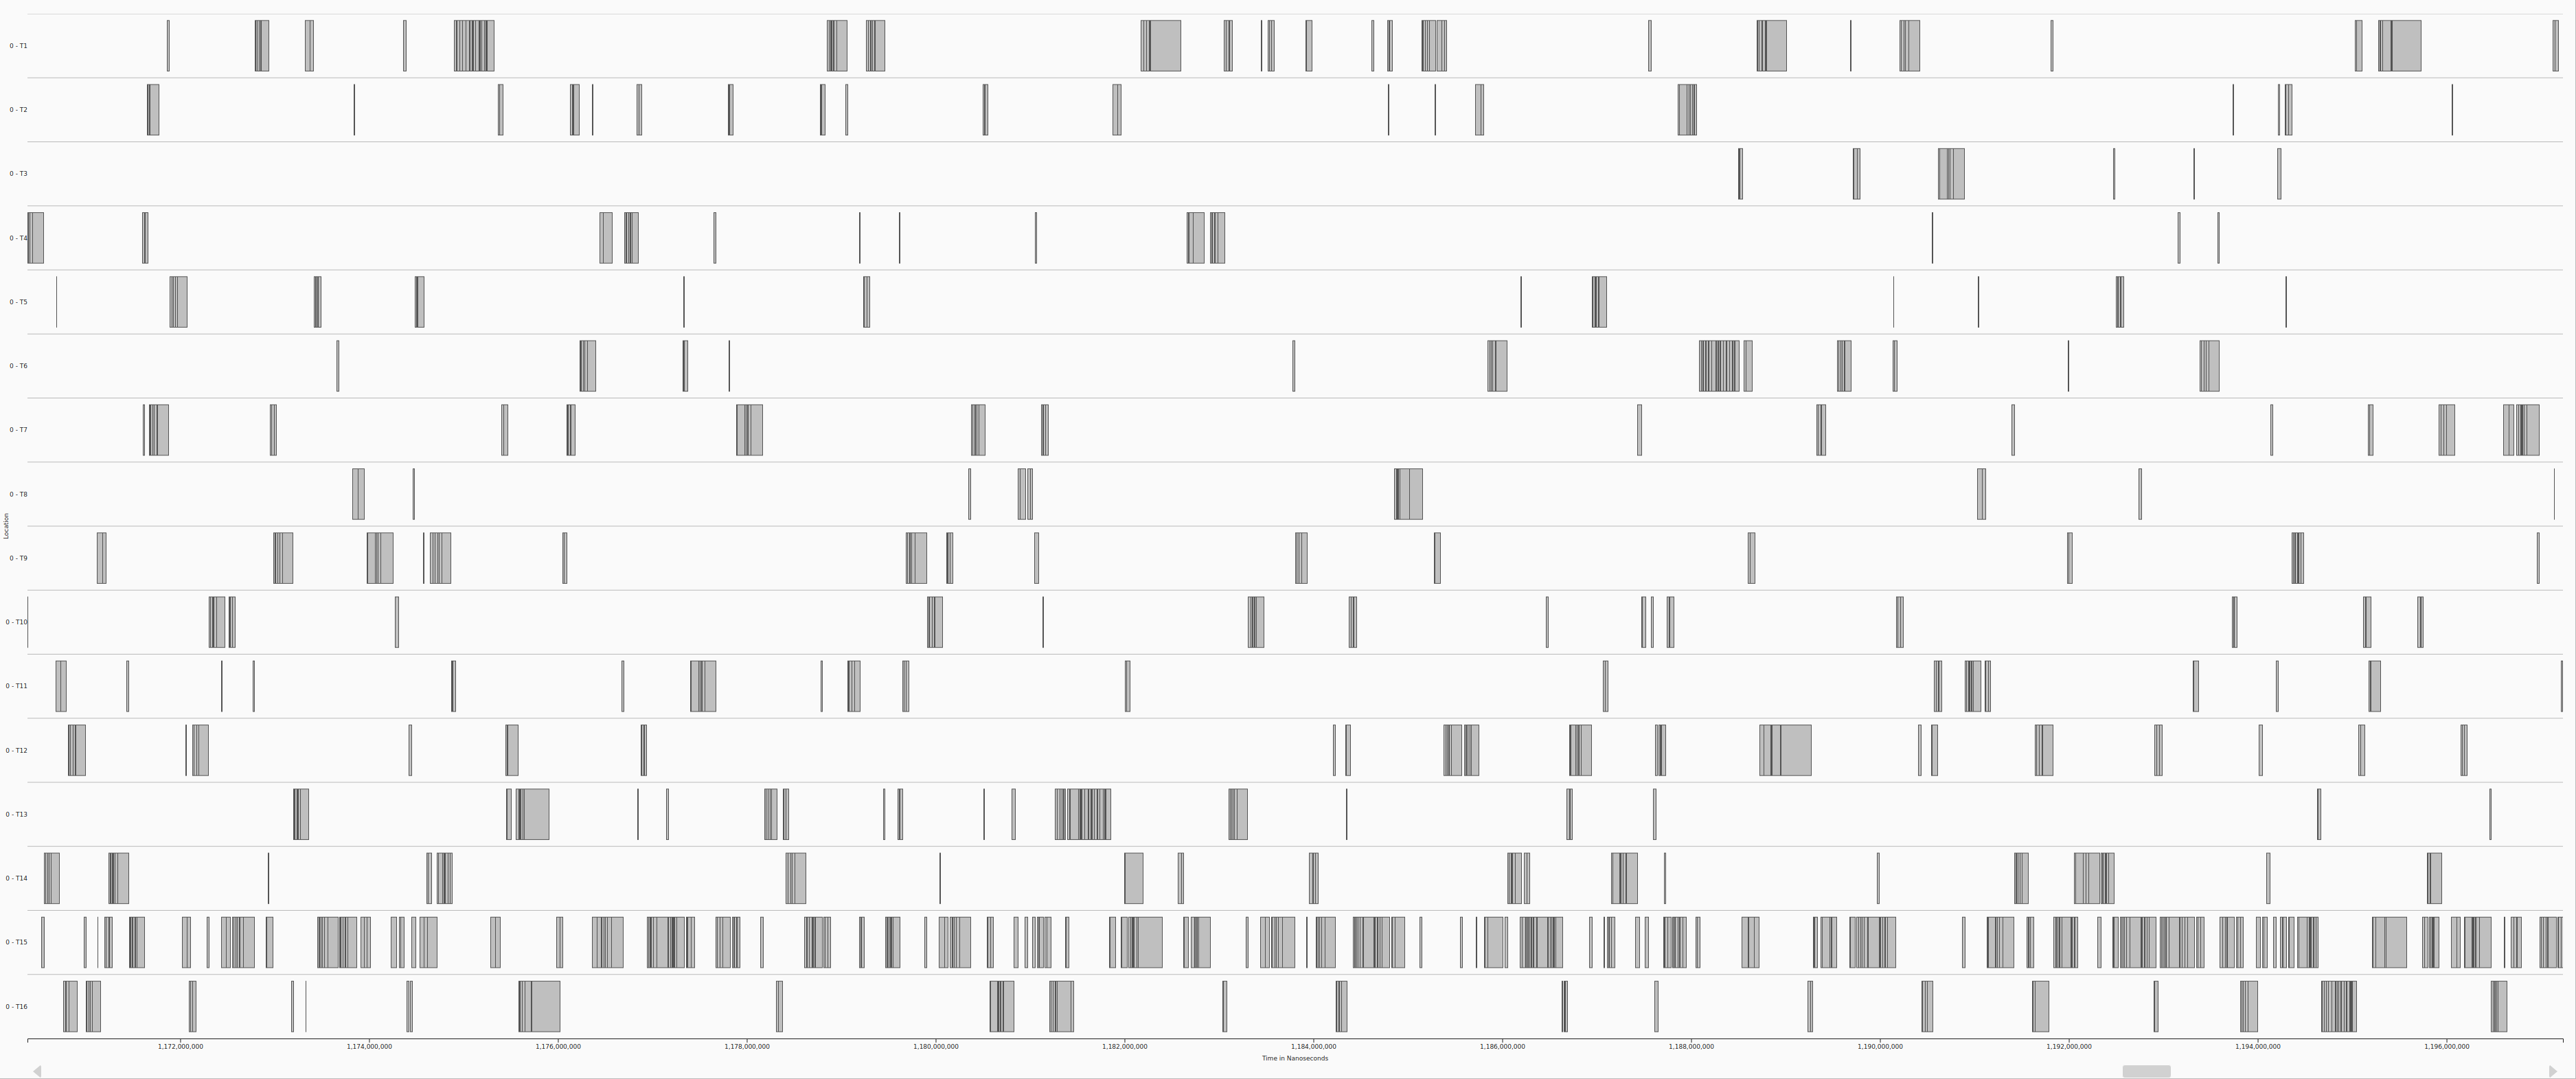 0 - T1
0 - T2
0 - T3
0 - T4
0 - T5
0 - T6
0 - T7
0 - T8
Location
0 - T9
0 - T10
0 - T11
0 - T12
0 - T13
0 - T14
0 - T15
0 - T16
1,172,000,000 1,174,000,000 1,176,000,000 1,178,000,000 1,180,000,000 1,182,000,000 1,184,000,000 1,186,000,000 1,188,000,000 1,190,000,000 1,192,000,000 1,194,000,000 1,196,000,000
Time in Nanoseconds